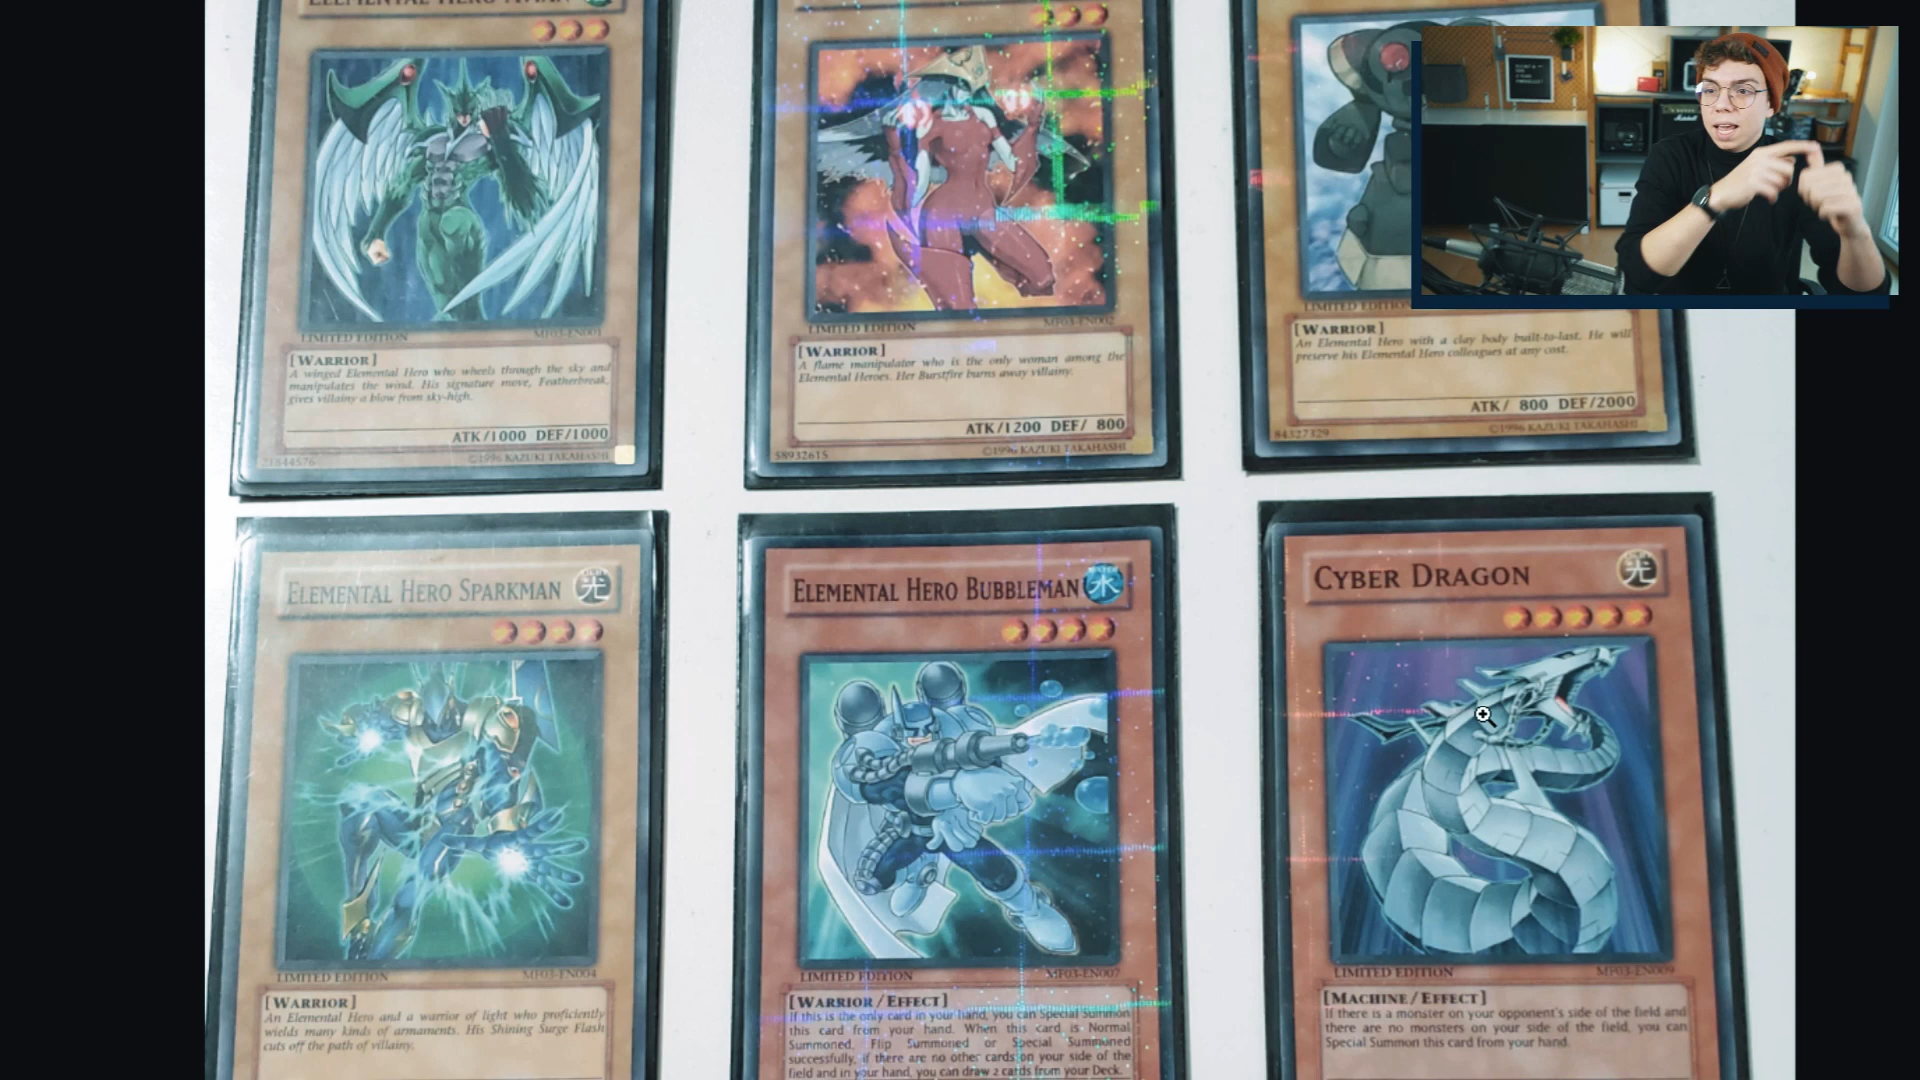 ELEMENTAL HERO AVIAN
LIMITED EDITION
MF03-EN001
[WARRIOR]
A winged Elemental Hero who wheels through the sky and
manipulates the wind. His signature move, Featherbreak,
gives villainy a blow from sky-high.
ATK/1000 DEF/1000
21844576
©1996 KAZUKI TAKAHASHI
LIMITED EDITION
MF03-EN002
[WARRIOR]
A flame manipulator who is the only woman among the
Elemental Heroes. Her Burstfire burns away villainy.
ATK/1200 DEF/ 800
58932615
©1996 KAZUKI TAKAHASHI
LIMITED EDITION
[WARRIOR]
An Elemental Hero with a clay body built-to-last. He will
preserve his Elemental Hero colleagues at any cost.
ATK/ 800 DEF/2000
84327329
©1996 KAZUKI TAKAHASHI
Marshall
ELEMENTAL HERO SPARKMAN
LIGHT
光
LIMITED EDITION
MF03-EN004
[WARRIOR]
An Elemental Hero and a warrior of light who proficiently
wields many kinds of armaments. His Shining Surge Flash
cuts off the path of villainy.
ELEMENTAL HERO BUBBLEMAN
WATER
水
LIMITED EDITION
MF03-EN007
[WARRIOR/EFFECT]
If this is the only card in your hand, you can Special Summon
this card from your hand. When this card is Normal
Summoned, Flip Summoned or Special Summoned
successfully, if there are no other cards on your side of the
field and in your hand, you can draw 2 cards from your Deck.
CYBER DRAGON
LIGHT
光
LIMITED EDITION
MF03-EN009
[MACHINE/EFFECT]
If there is a monster on your opponent's side of the field and
there are no monsters on your side of the field, you can
Special Summon this card from your hand.